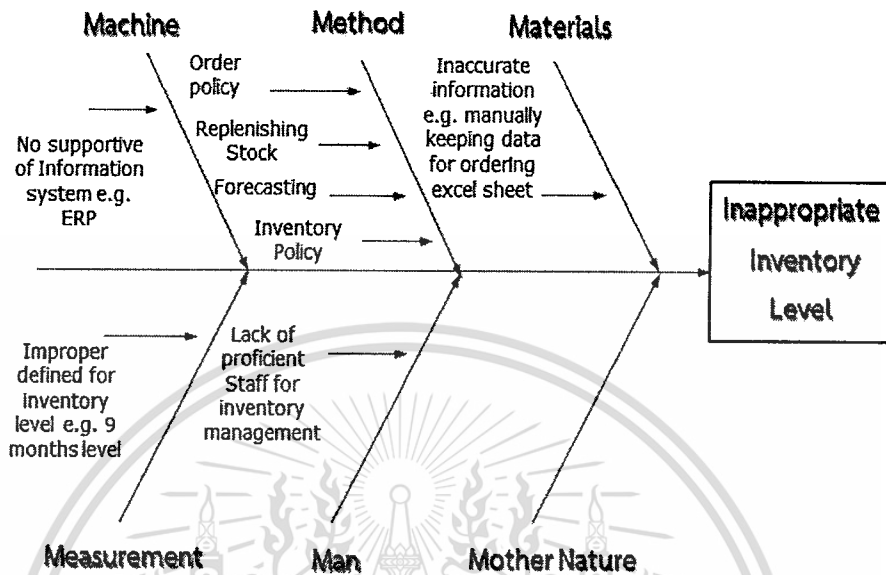 Machine
Method
Materials
Order
policy
Replenishing
Stock
Forecasting
Inventory
Policy
No supportive
of Information
system e.g.
ERP
Inaccurate
information
e.g. manually
keeping data
for ordering
excel sheet
Inappropriate
Inventory
Level
Improper
defined for
inventory
level e.g. 9
months level
Lack of
proficient
Staff for
inventory
management
Measurement
Man
Mother Nature